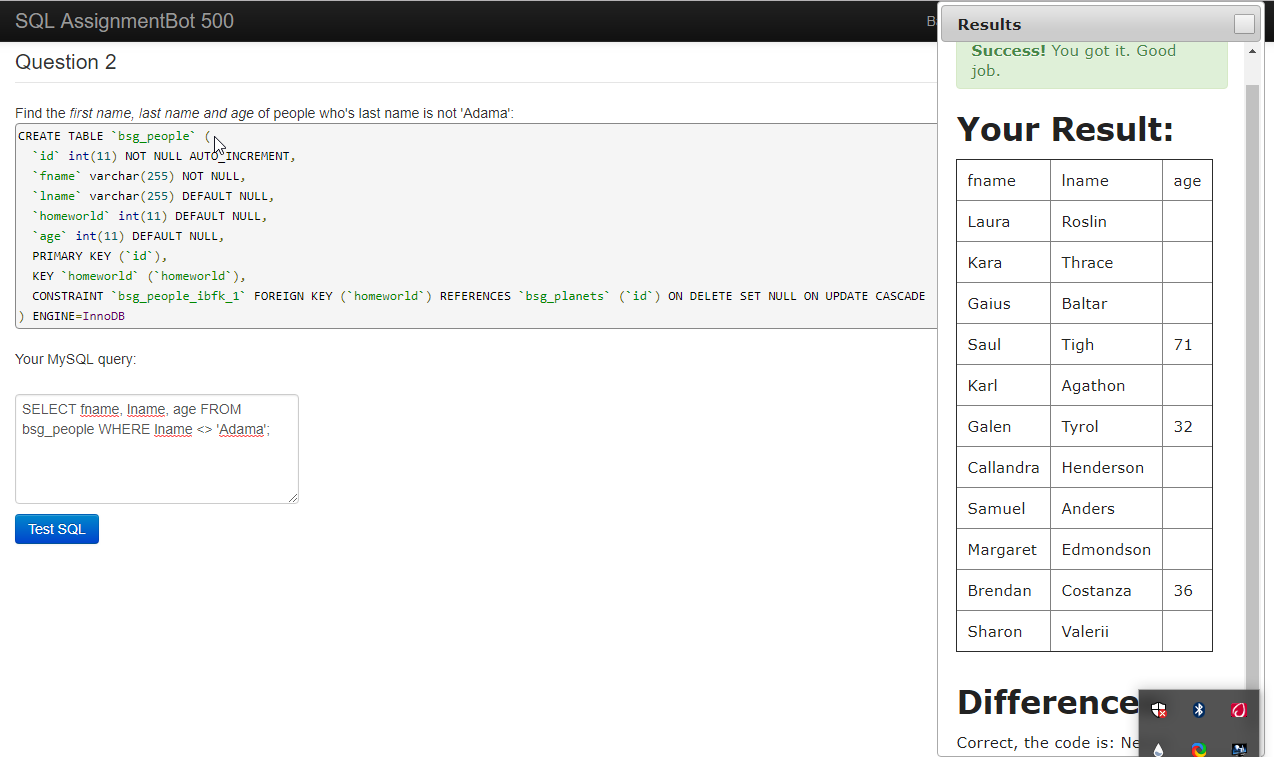 SQL AssignmentBot 500
Question 2
Find the first name, last name and age of people who's last name is not 'Adama':
CREATE TABLE `bsg_people` (
`id` int(11) NOT NULL AUTO_INCREMENT,
`fname` varchar(255) NOT NULL,
`lname` varchar(255) DEFAULT NULL,
`homeworld` int(11) DEFAULT NULL,
`age` int(11) DEFAULT NULL,
PRIMARY KEY (`id`),
KEY `homeworld` (`homeworld`),
CONSTRAINT `bsg_people_ibfk_1` FOREIGN KEY (`homeworld`) REFERENCES `bsg_planets` (`id`) ON DELETE SET NULL ON UPDATE CASCADE
) ENGINE=InnoDB
Your MySQL query:
SELECT fname, lname, age FROM
bsg_people WHERE lname <> 'Adama';
Test SQL
Results
Success! You got it. Good
job.
Your Result:
fname lname age
Laura Roslin
Kara Thrace
Gaius Baltar
Saul Tigh 71
Karl Agathon
Galen Tyrol 32
Callandra Henderson
Samuel Anders
Margaret Edmondson
Brendan Costanza 36
Sharon Valerii
Difference
Correct, the code is: Ne